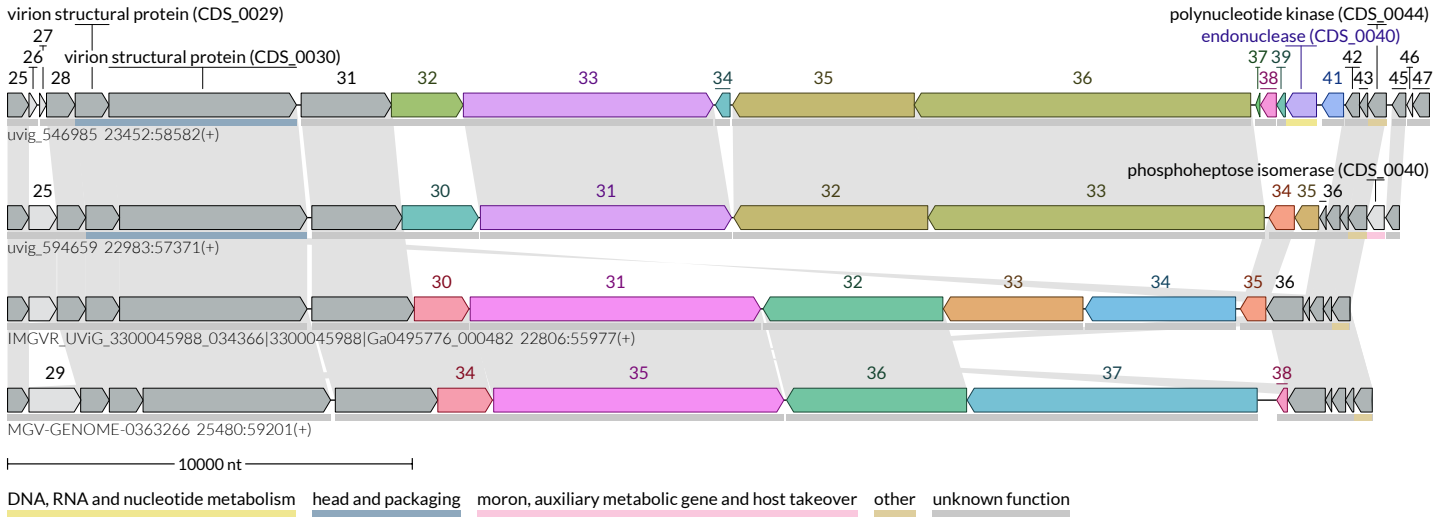 virion structural protein (CDS_0029)
polynucleotide kinase (CDS_0044)
27
endonuclease (CDS_0040)
26
virion structural protein (CDS_0030)
37 39
42
46
25
28
31
32
33
34
35
36
38
41
43
45 47
uvig_546985 23452:58582(+)
phosphoheptose isomerase (CDS_0040)
25
30
31
32
33
34
35
36
uvig_594659 22983:57371(+)
30
31
32
33
34
35
36
IMGVR_UViG_3300045988_034366|3300045988|Ga0495776_000482 22806:55977(+)
29
34
35
36
37
38
MGV-GENOME-0363266 25480:59201(+)
10000 nt
DNA, RNA and nucleotide metabolism
head and packaging
moron, auxiliary metabolic gene and host takeover
other
unknown function